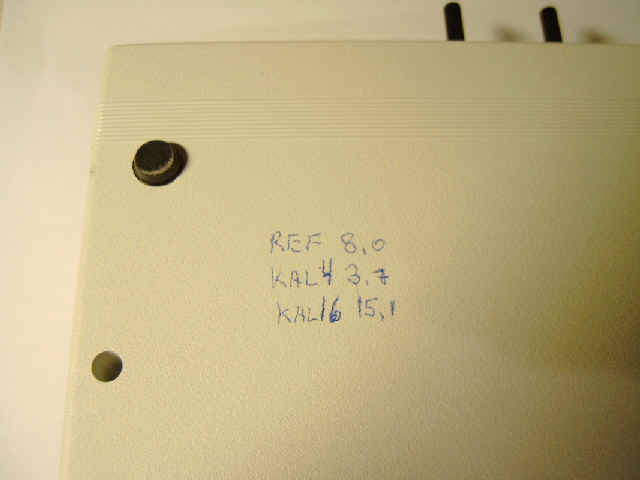 REF 8,0
KAL4 3,7
KAL16 15,1